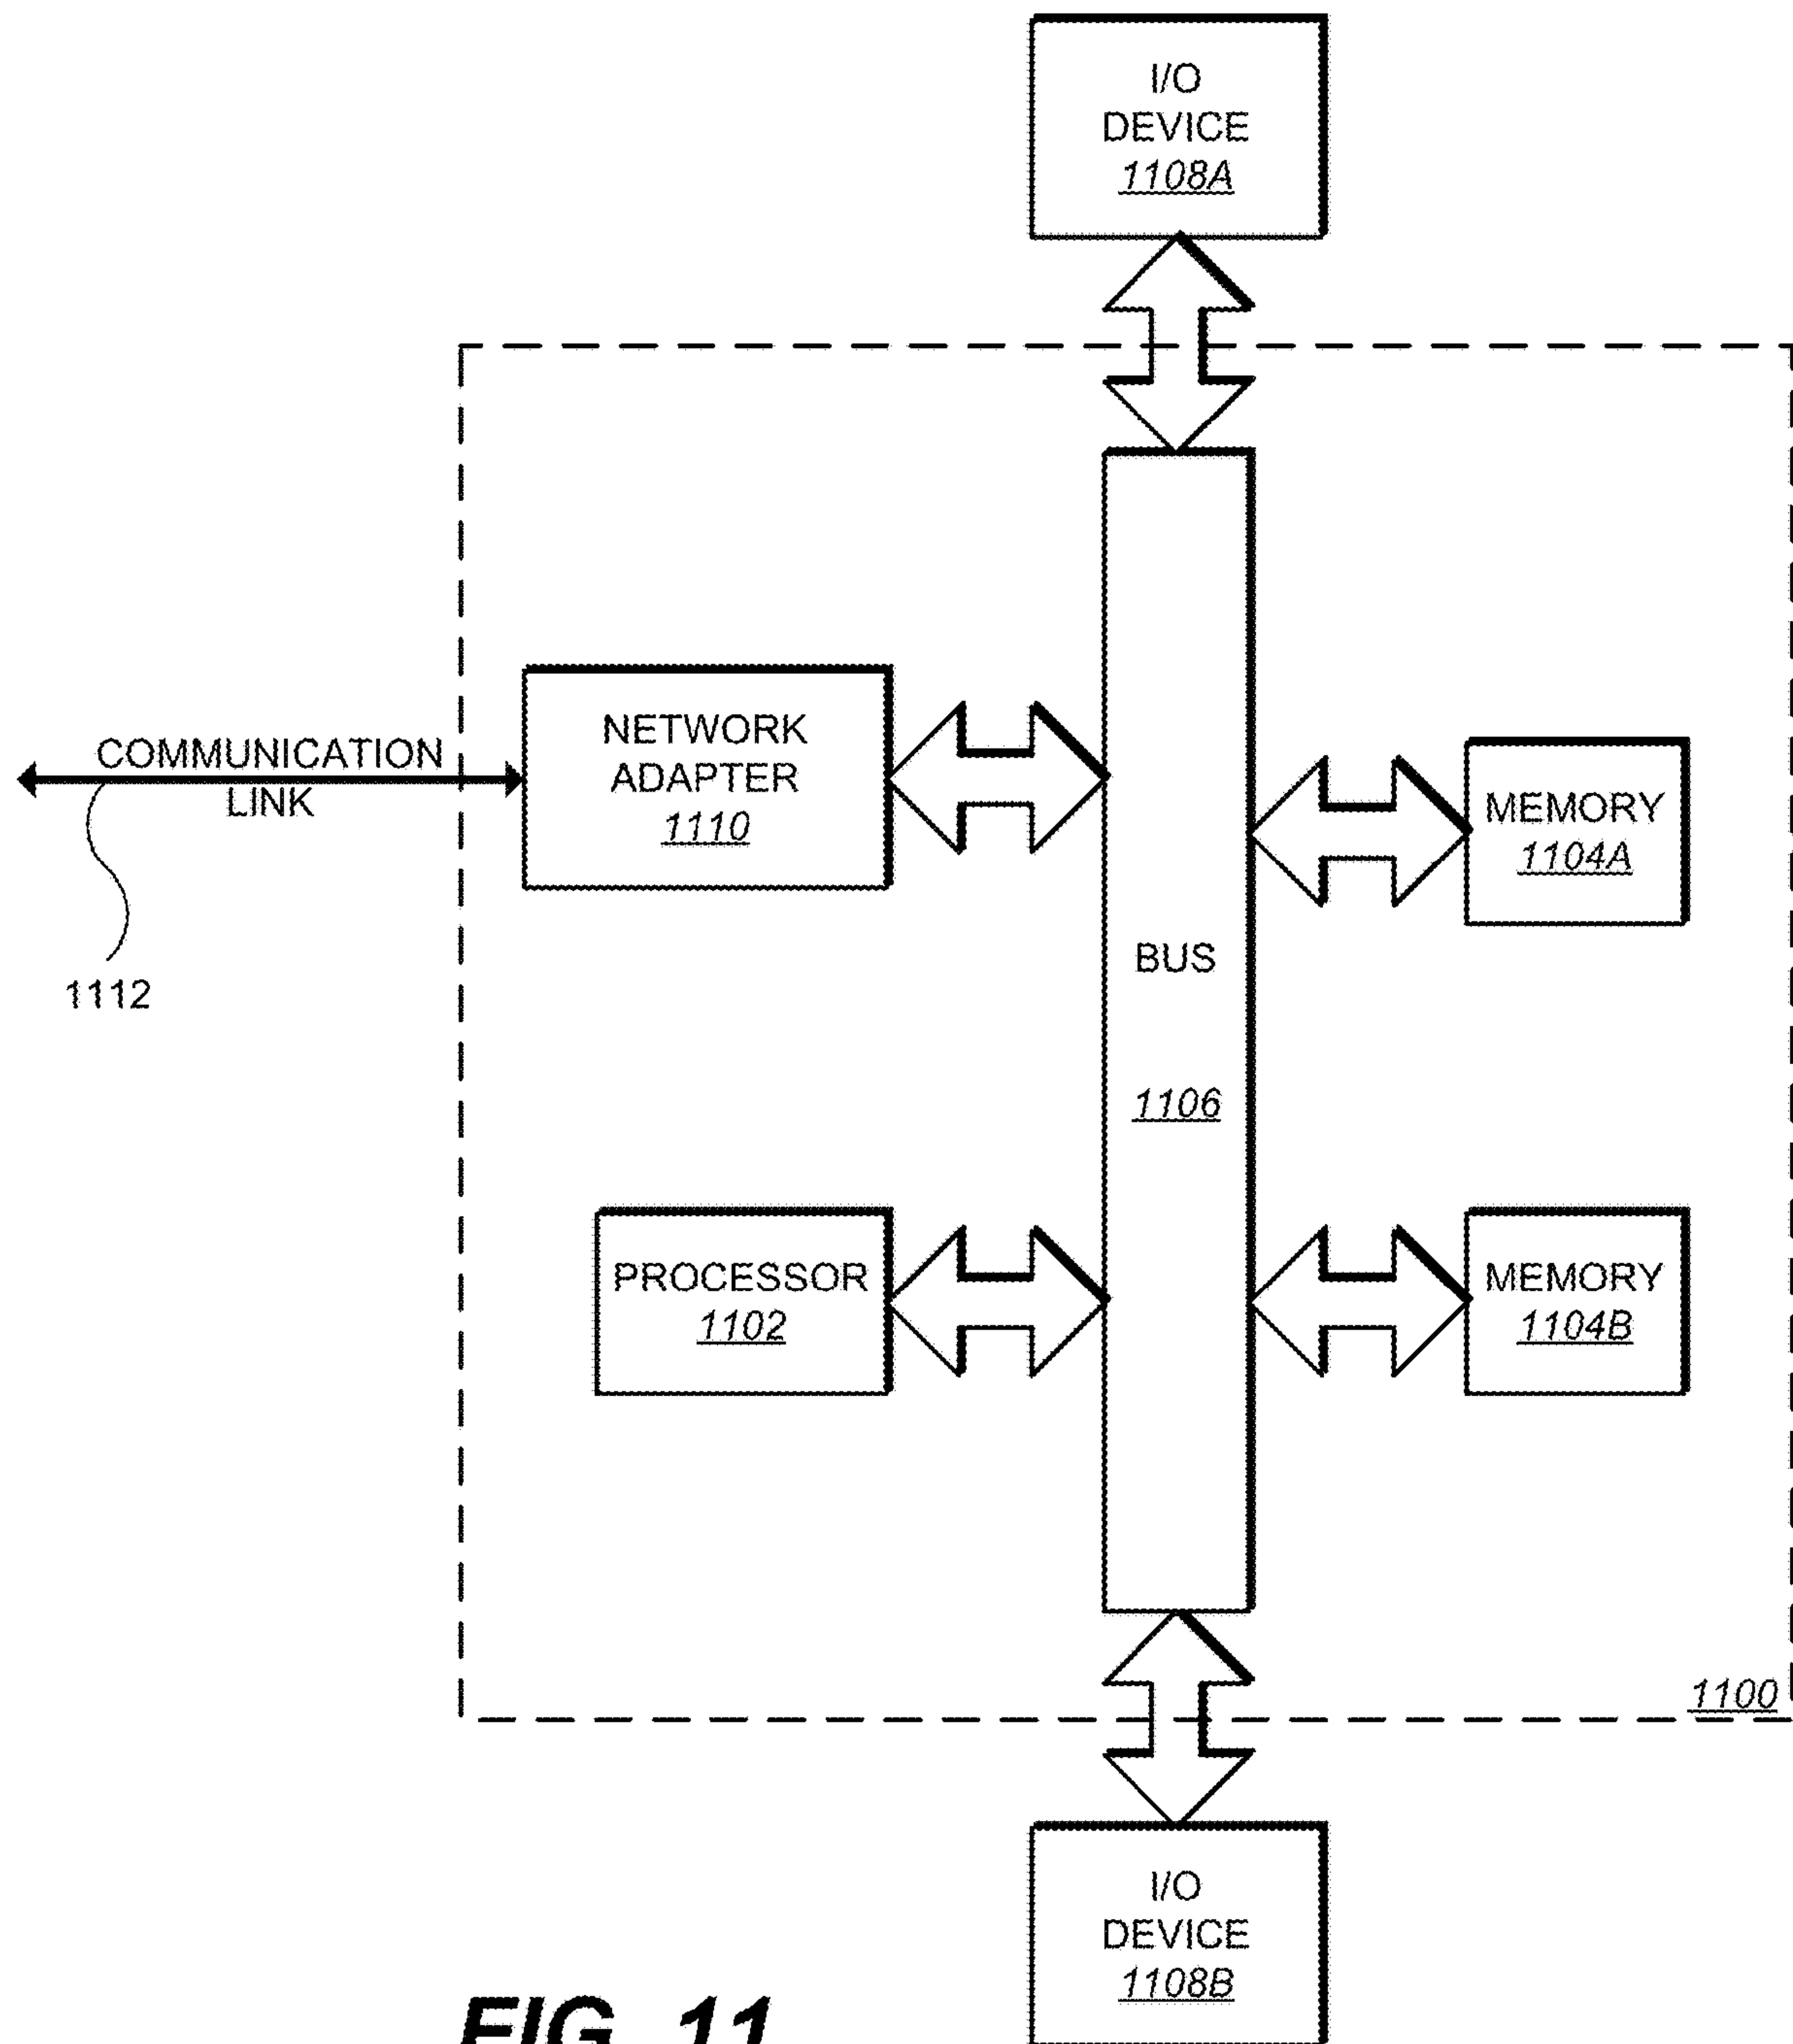 I/O
DEVICE
1108A
COMMUNICATION
LINK
1112
NETWORK
ADAPTER
1110
MEMORY
1104A
BUS
1106
PROCESSOR
1102
MEMORY
1104B
1100
I/O
DEVICE
1108B
FIG. 11